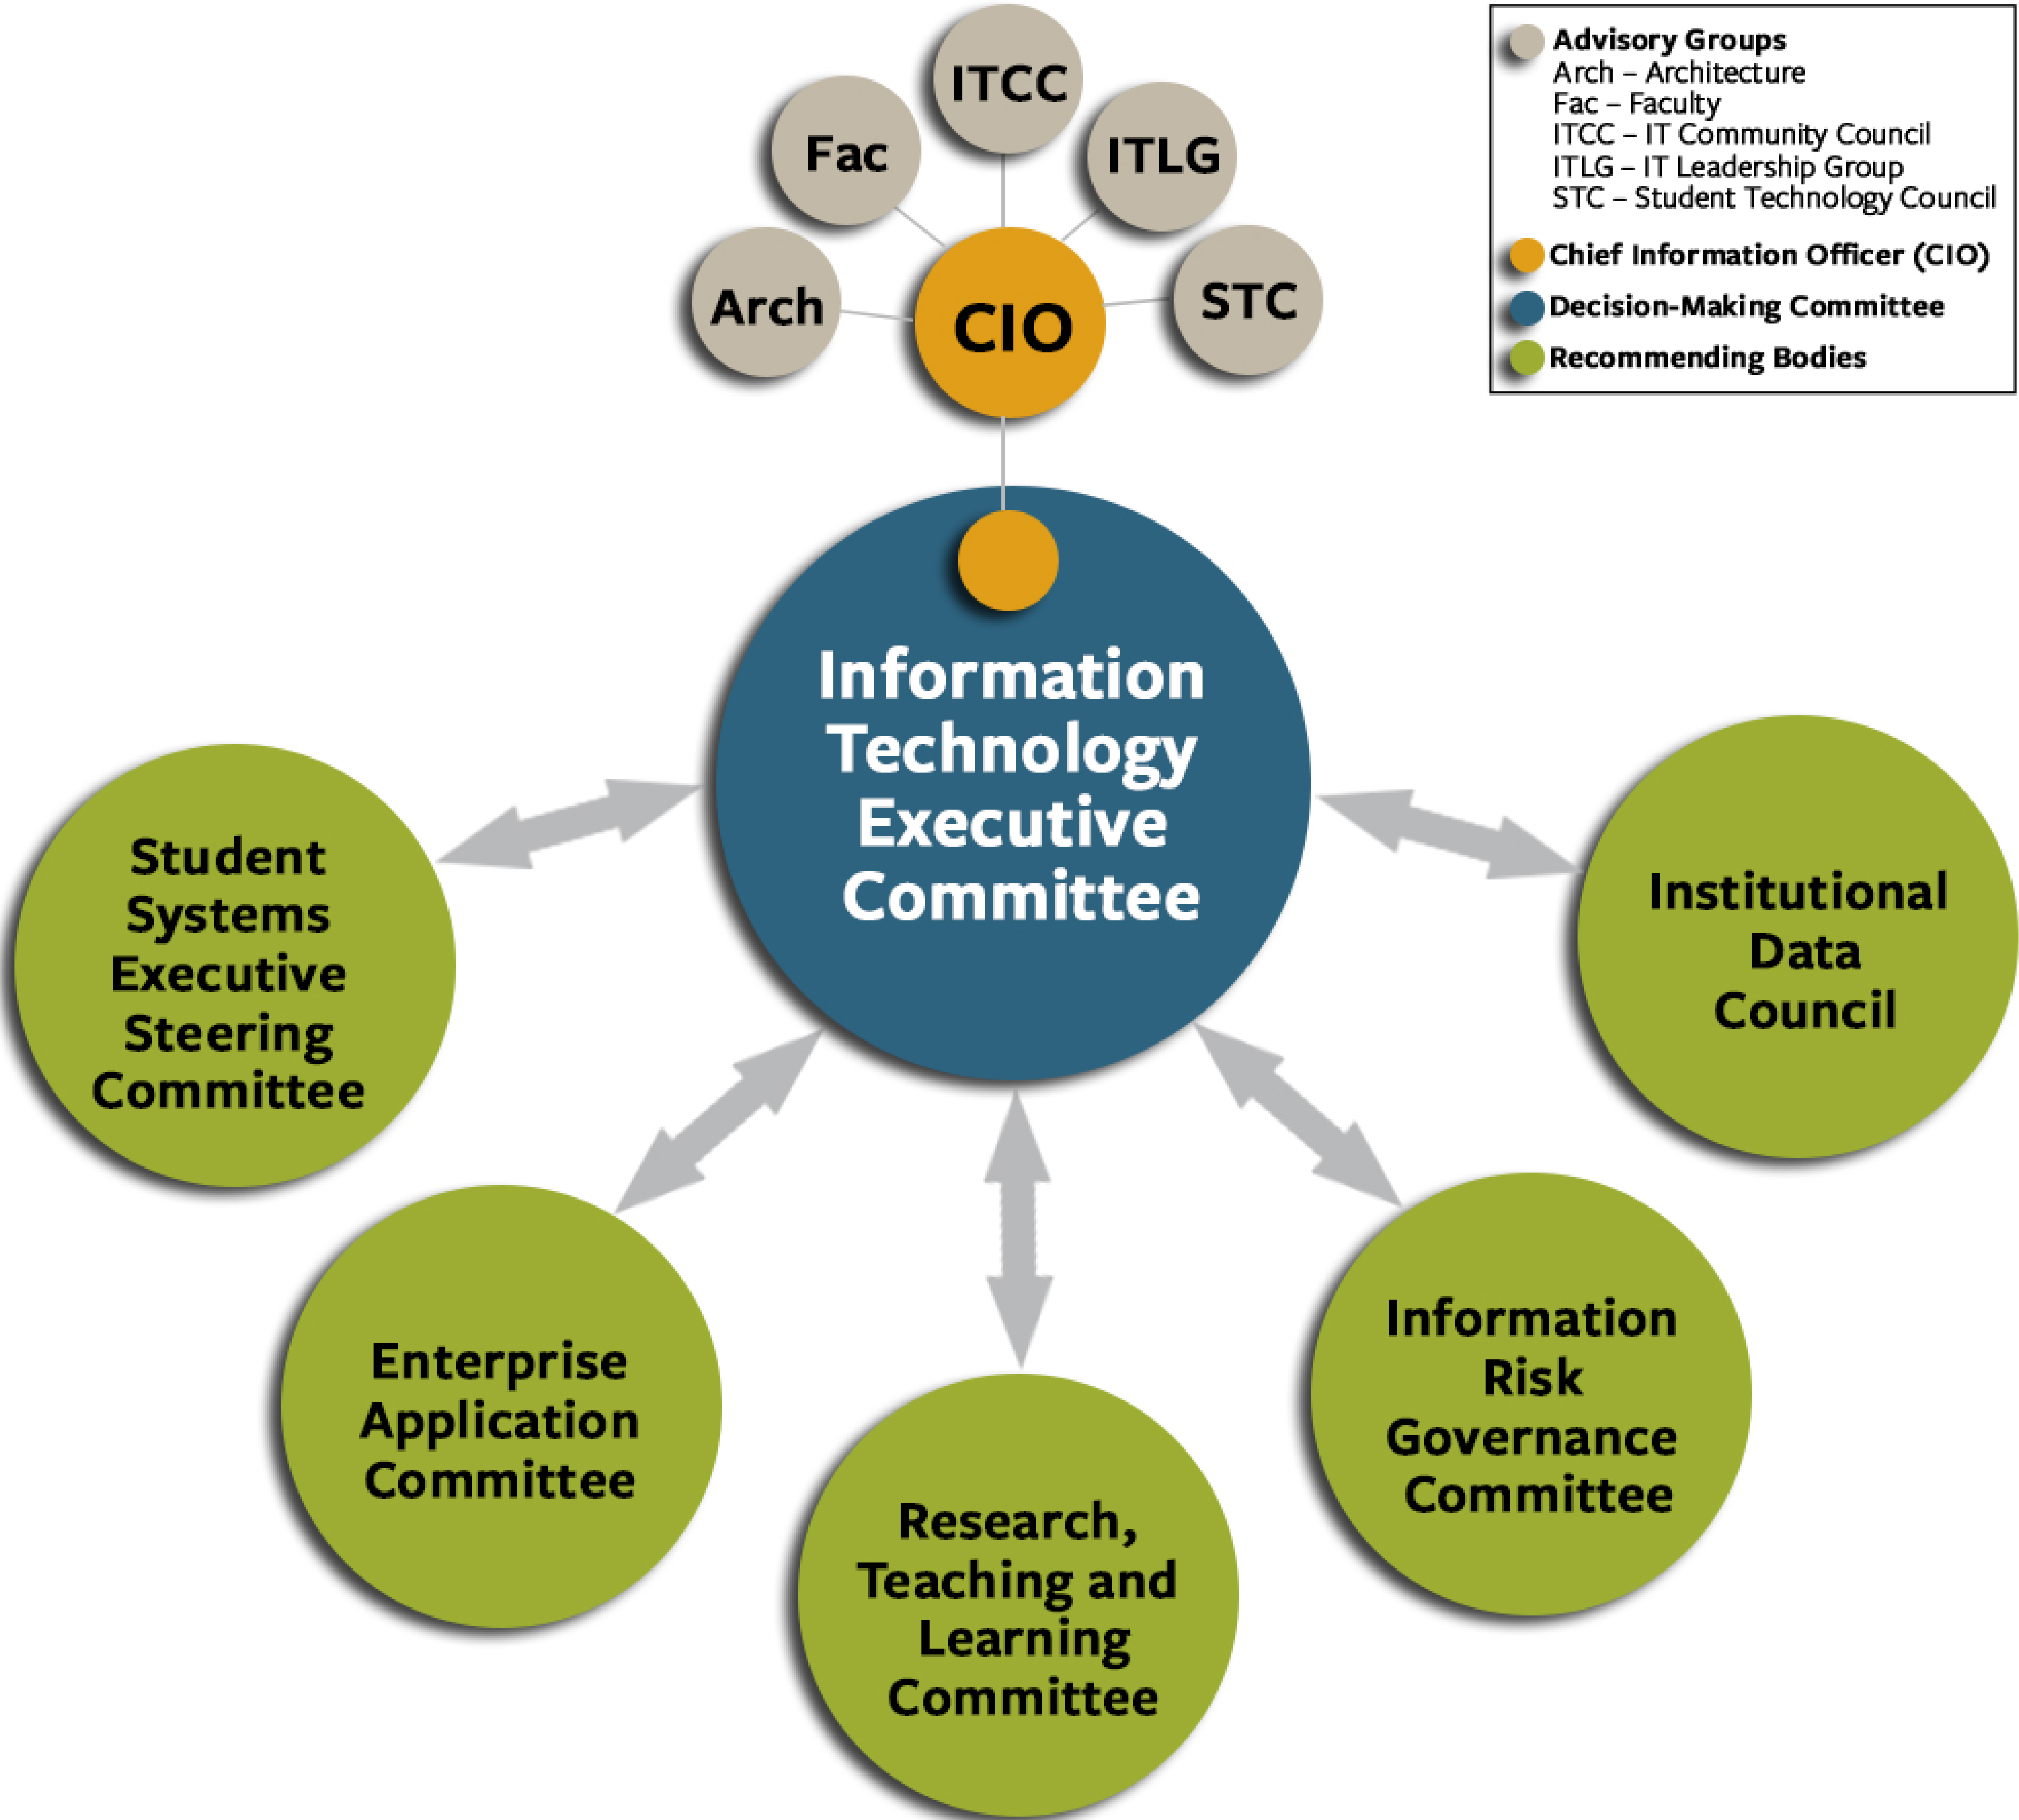 ITCC
Fac
ITLG
Arch
CIO
STC
Advisory Groups
Arch – Architecture
Fac – Faculty
ITCC – IT Community Council
ITLG – IT Leadership Group
STC – Student Technology Council
Chief Information Officer (CIO)
Decision-Making Committee
Recommending Bodies
Information
Technology
Executive
Committee
Student
Systems
Executive
Steering
Committee
Enterprise
Application
Committee
Research,
Teaching and
Learning
Committee
Information
Risk
Governance
Committee
Institutional
Data
Council